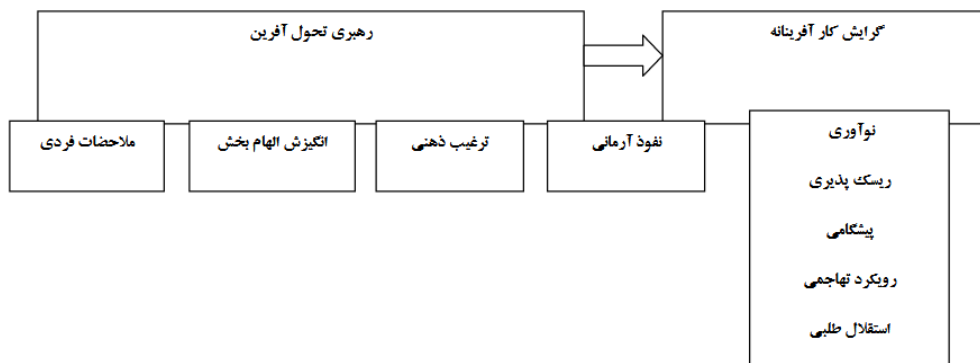 گرایش کار آفرینانه
رهبری تحول آفرین
نفوذ آرمانی
ترغیب ذهنی
انگیزش الهام بخش
ملاحضات فردی
نوآوری
ریسک پذیری
پیشگامی
رویکرد تهاجمی
استقلال طلبی